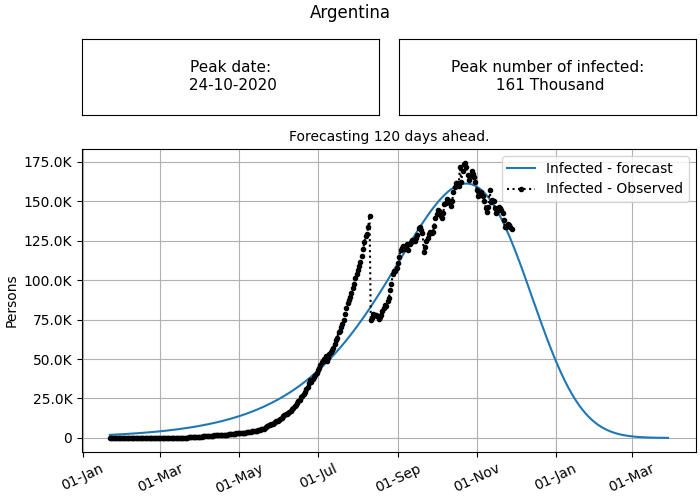 Argentina
Peak date:
24-10-2020
Peak number of infected:
161 Thousand
Forecasting 120 days ahead.
Infected - forecast
Infected - Observed
Persons
175.0K
150.0K
125.0K
100.0K
75.0K
50.0K
25.0K
0
01-Jan
01-Mar
01-May
01-Jul
01-Sep
01-Nov
01-Jan
01-Mar